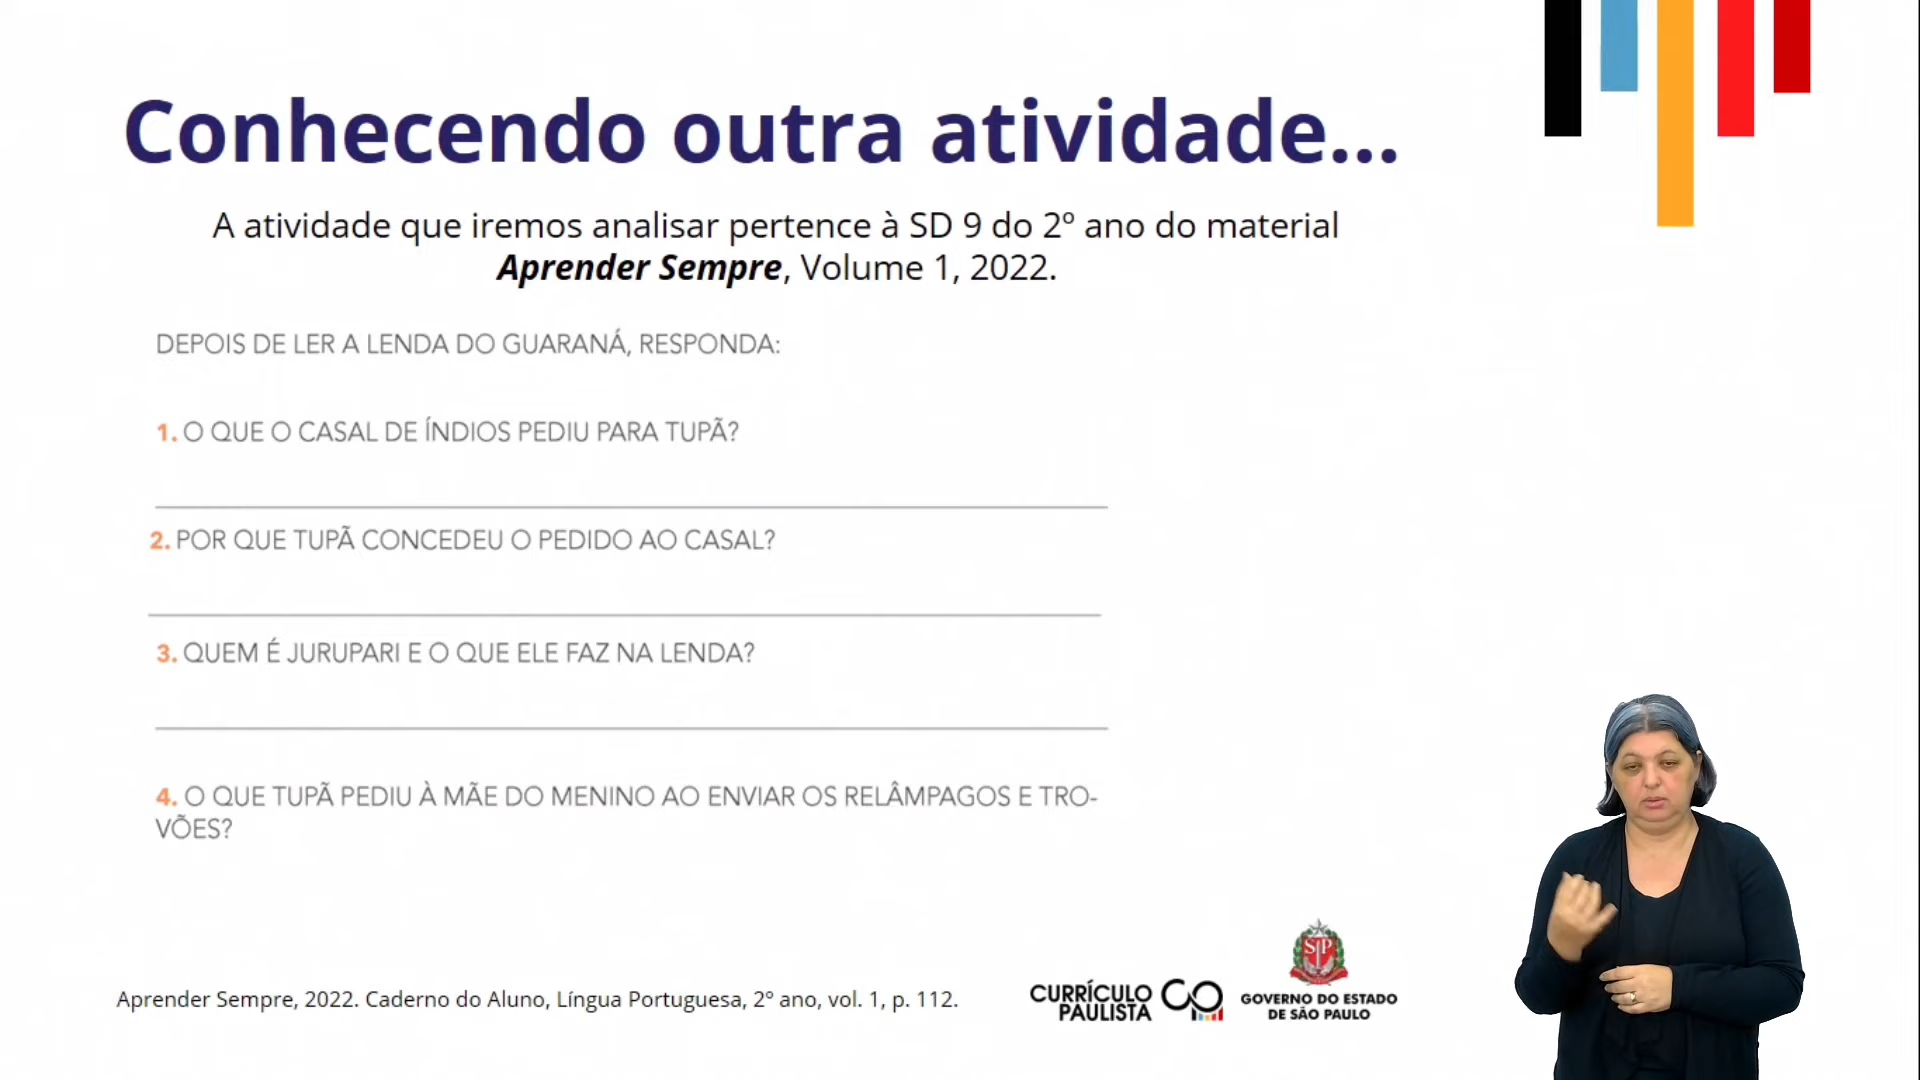 Conhecendo outra atividade...
A atividade que iremos analisar pertence à SD 9 do 2º ano do material
Aprender Sempre, Volume 1, 2022.
DEPOIS DE LER A LENDA DO GUARANÁ, RESPONDA:
1. O QUE O CASAL DE ÍNDIOS PEDIU PARA TUPÃ?
2. POR QUE TUPÃ CONCEDEU O PEDIDO AO CASAL?
3. QUEM É JURUPARI E O QUE ELE FAZ NA LENDA?
4. O QUE TUPÃ PEDIU À MÃE DO MENINO AO ENVIAR OS RELÂMPAGOS E TRO-
VÕES?
Aprender Sempre, 2022. Caderno do Aluno, Língua Portuguesa, 2º ano, vol. 1, p. 112.
CURRÍCULO
PAULISTA
SP
GOVERNO DO ESTADO
DE SÃO PAULO